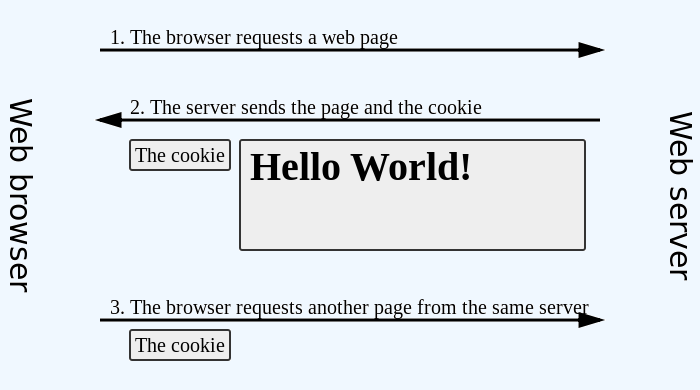 1. The browser requests a web page
2. The server sends the page and the cookie
The cookie
Hello World!
3. The browser requests another page from the same server
The cookie
Web browser
Web server